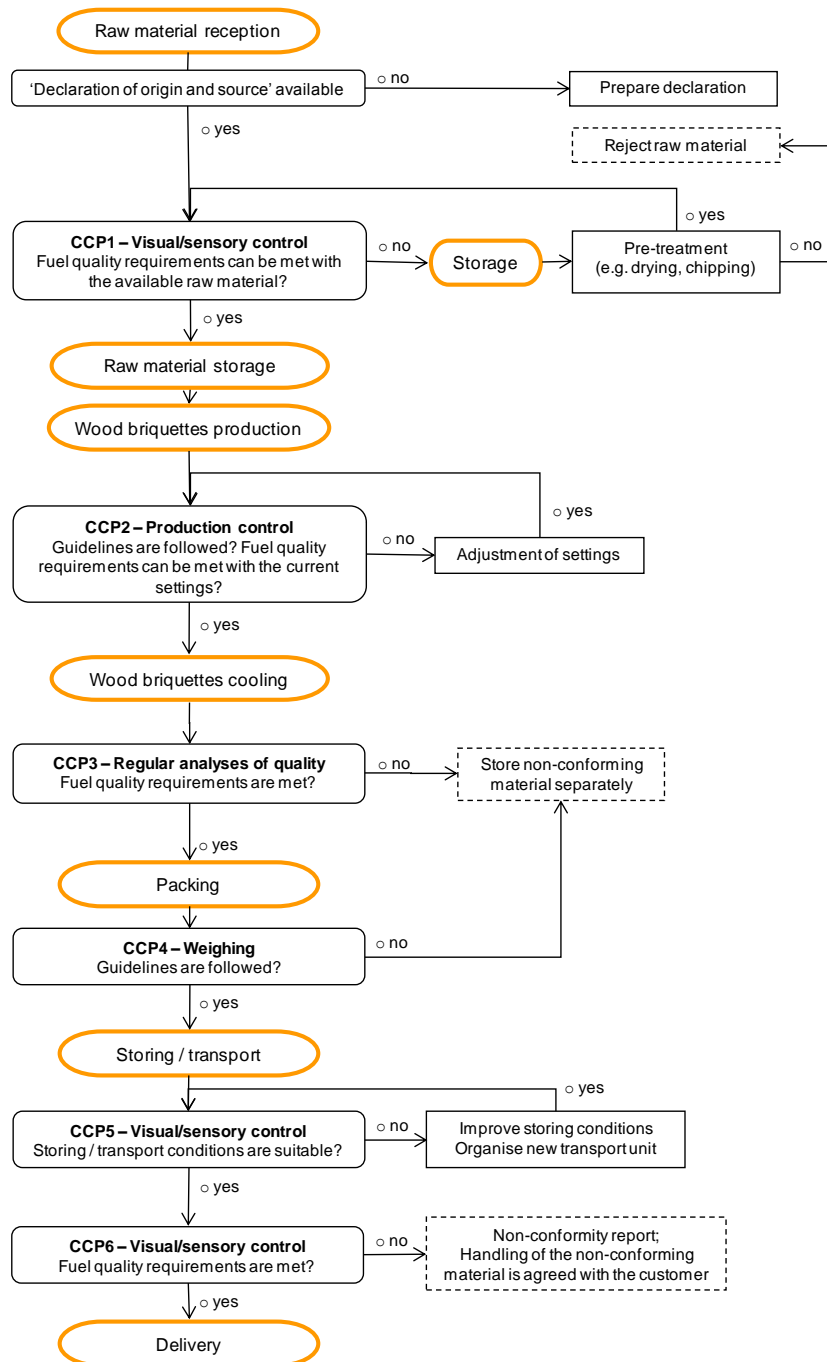 Raw material reception
‘Declaration of origin and source’ available
○ no
Prepare declaration
○ yes
Reject raw material
○ yes
CCP1 – Visual/sensory control
Fuel quality requirements can be met with
the available raw material?
○ no
Storage
Pre-treatment
(e.g. drying, chipping)
○ no
○ yes
Raw material storage
Wood briquettes production
○ yes
CCP2 – Production control
Guidelines are followed? Fuel quality
requirements can be met with the current
settings?
○ no
Adjustment of settings
○ yes
Wood briquettes cooling
CCP3 – Regular analyses of quality
Fuel quality requirements are met?
○ no
Store non-conforming
material separately
○ yes
Packing
CCP4 – Weighing
Guidelines are followed?
○ no
○ yes
Storing / transport
○ yes
CCP5 – Visual/sensory control
Storing / transport conditions are suitable?
○ no
Improve storing conditions
Organise new transport unit
○ yes
CCP6 – Visual/sensory control
Fuel quality requirements are met?
○ no
Non-conformity report;
Handling of the non-conforming
material is agreed with the customer
○ yes
Delivery